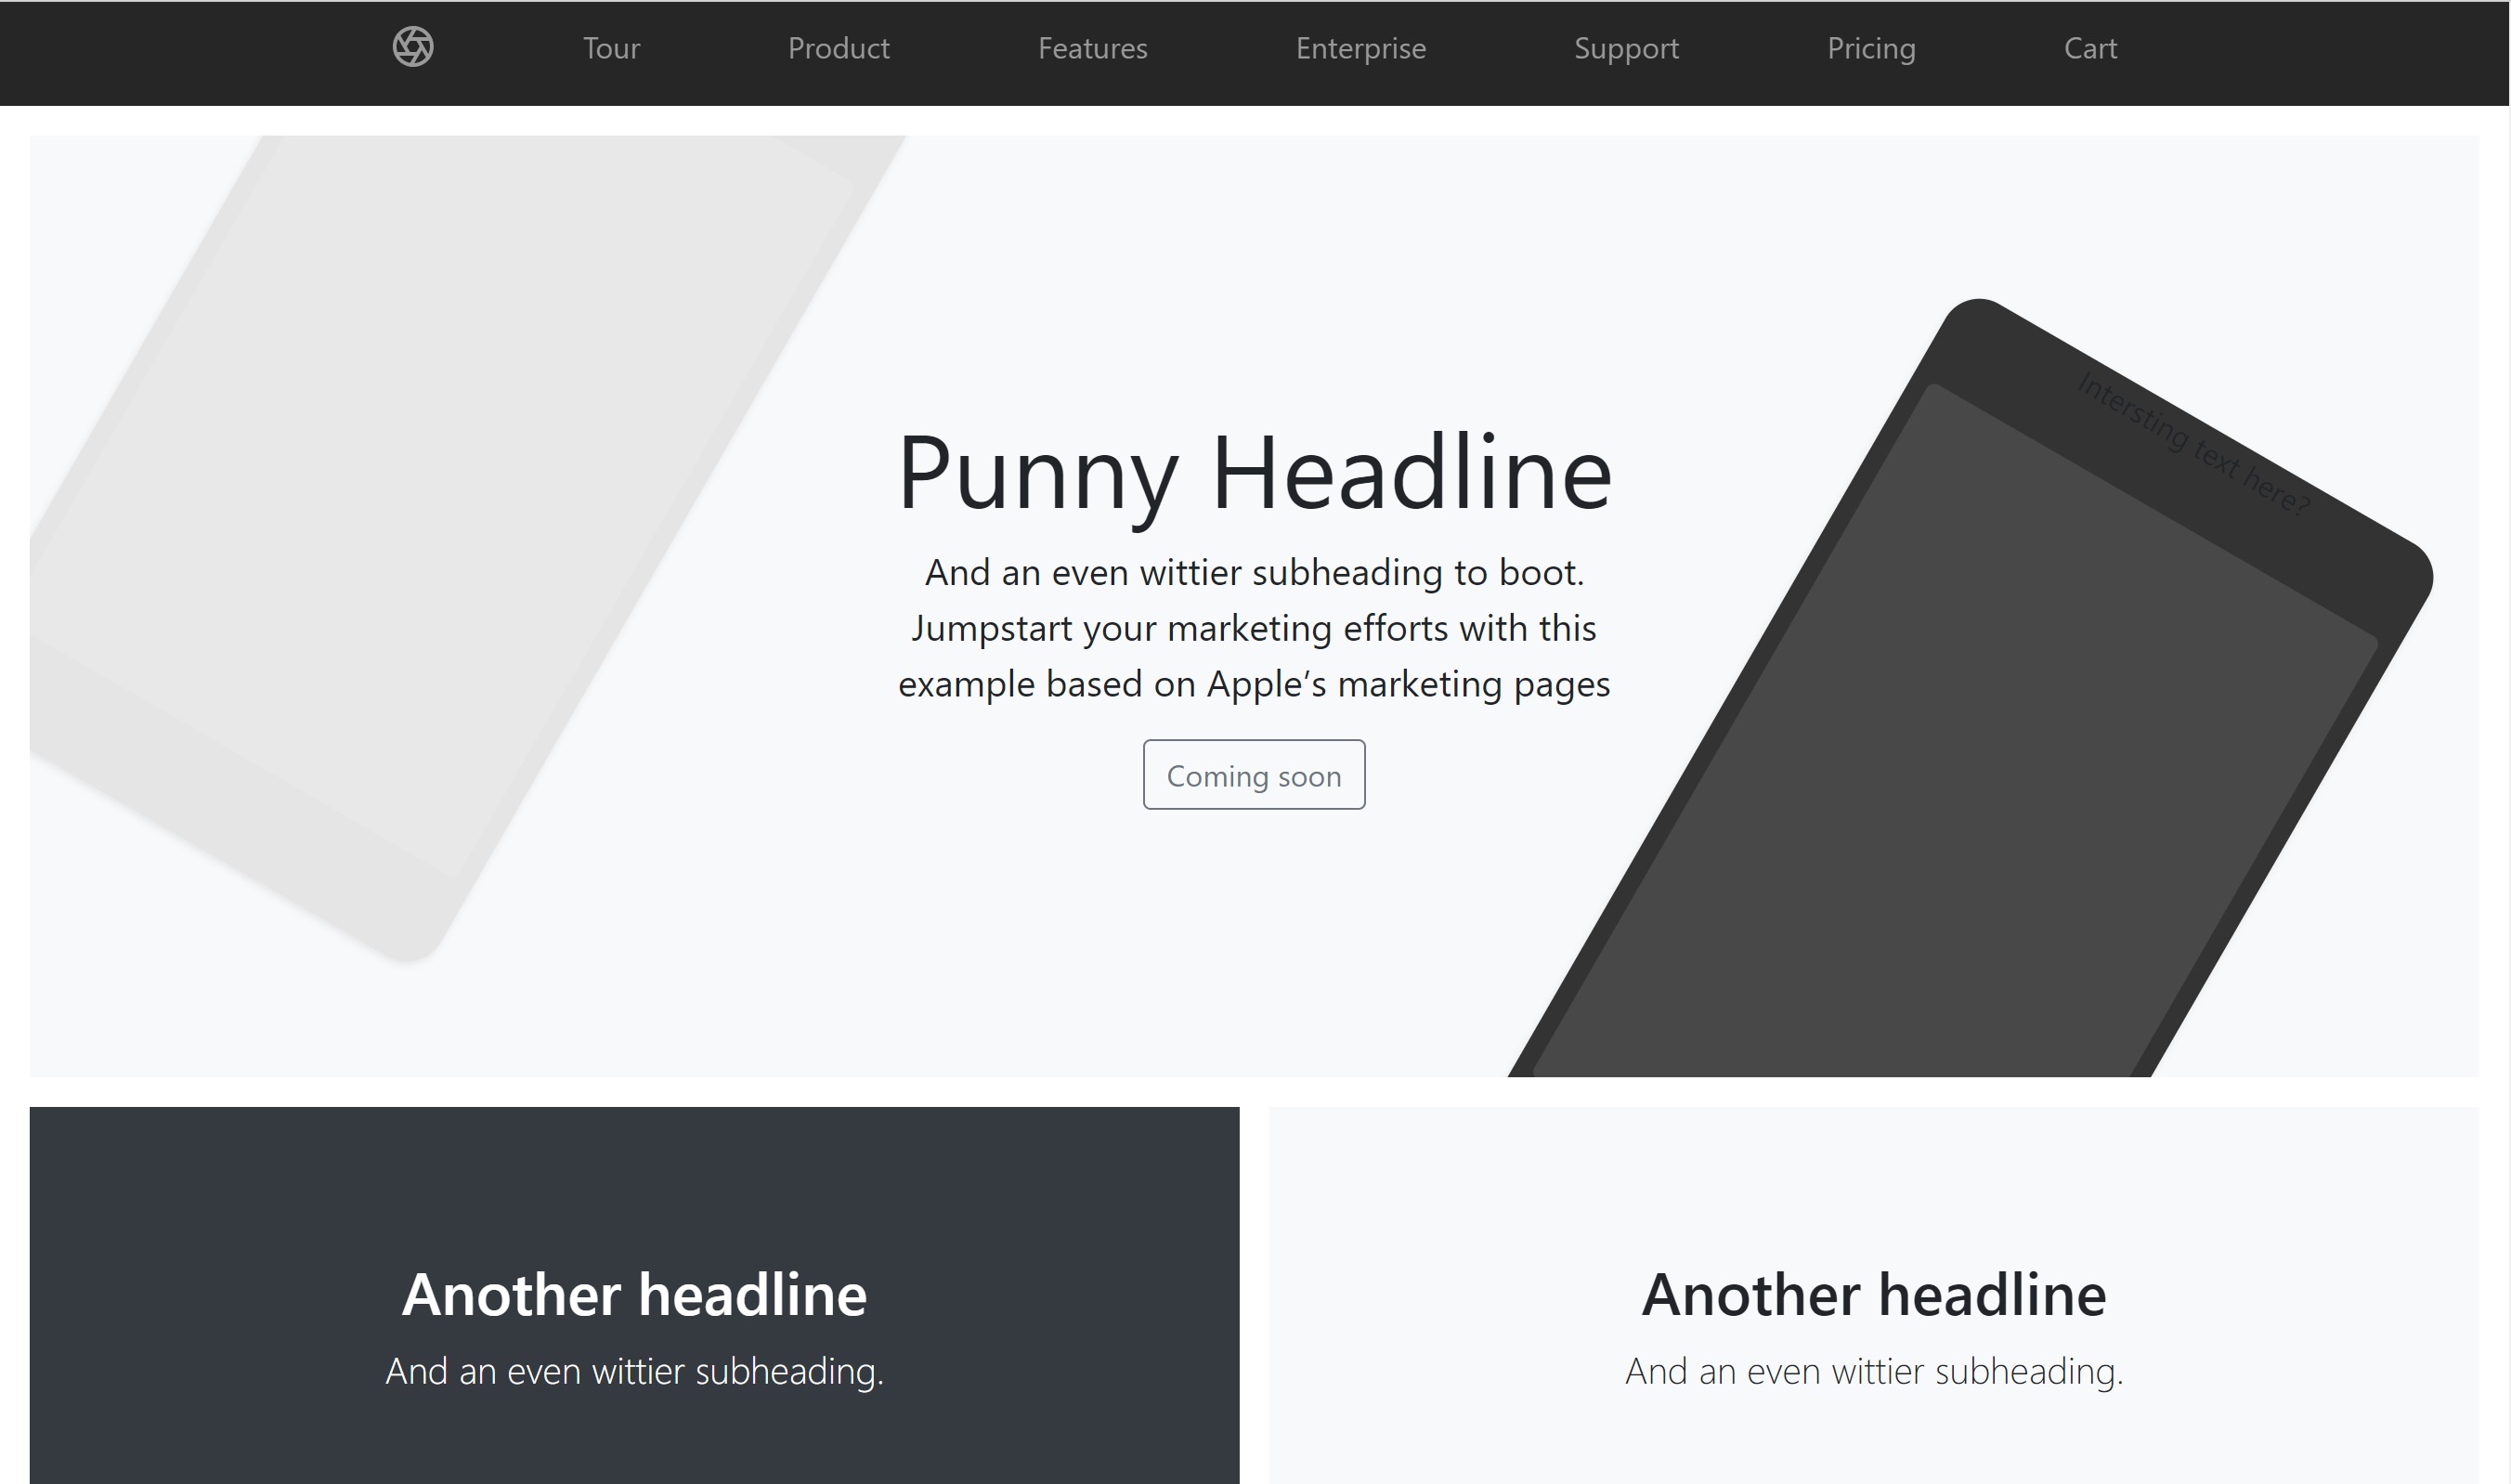 Tour Product Features Enterprise Support Pricing Cart
Intersting text here?
Punny Headline
And an even wittier subheading to boot.
Jumpstart your marketing efforts with this
example based on Apple’s marketing pages
Coming soon
Another headline
And an even wittier subheading.
Another headline
And an even wittier subheading.